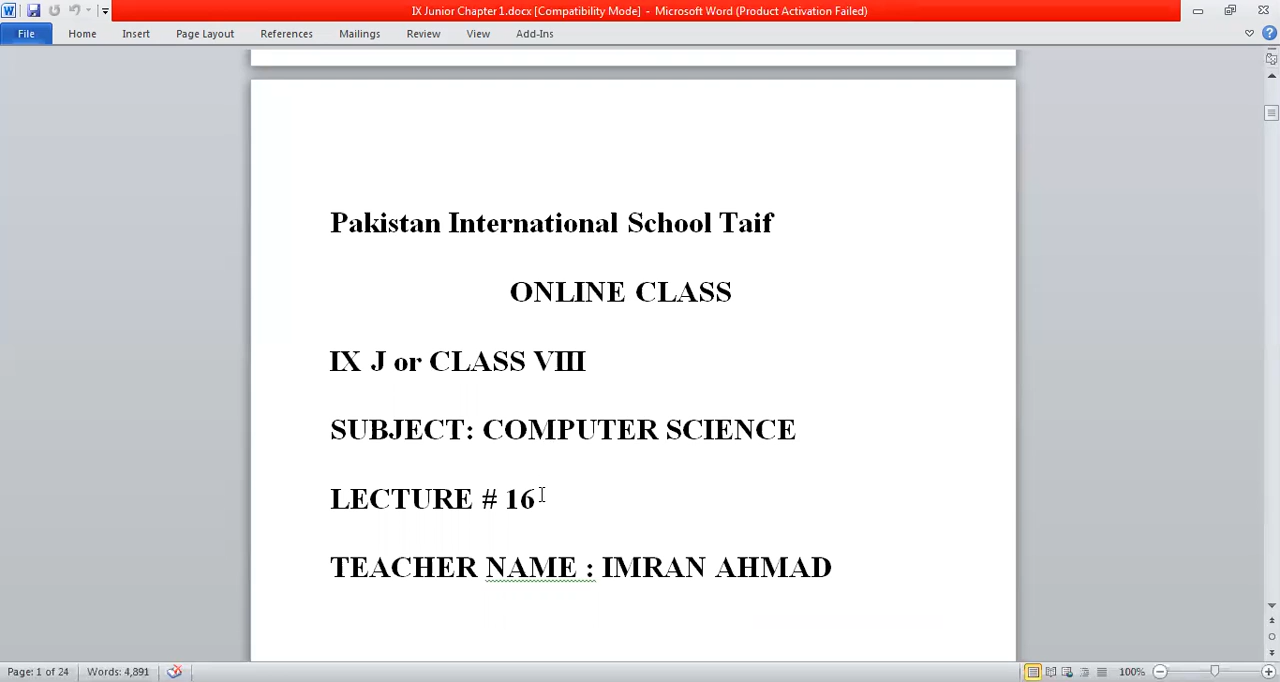 IX Junior Chapter 1.docx [Compatibility Mode] - Microsoft Word (Product Activation Failed)
File Home Insert Page Layout References Mailings Review View Add-Ins
Pakistan International School Taif
ONLINE CLASS
IX J or CLASS VIII
SUBJECT: COMPUTER SCIENCE
LECTURE # 16
TEACHER NAME : IMRAN AHMAD
Page: 1 of 24 Words: 4,891 100%